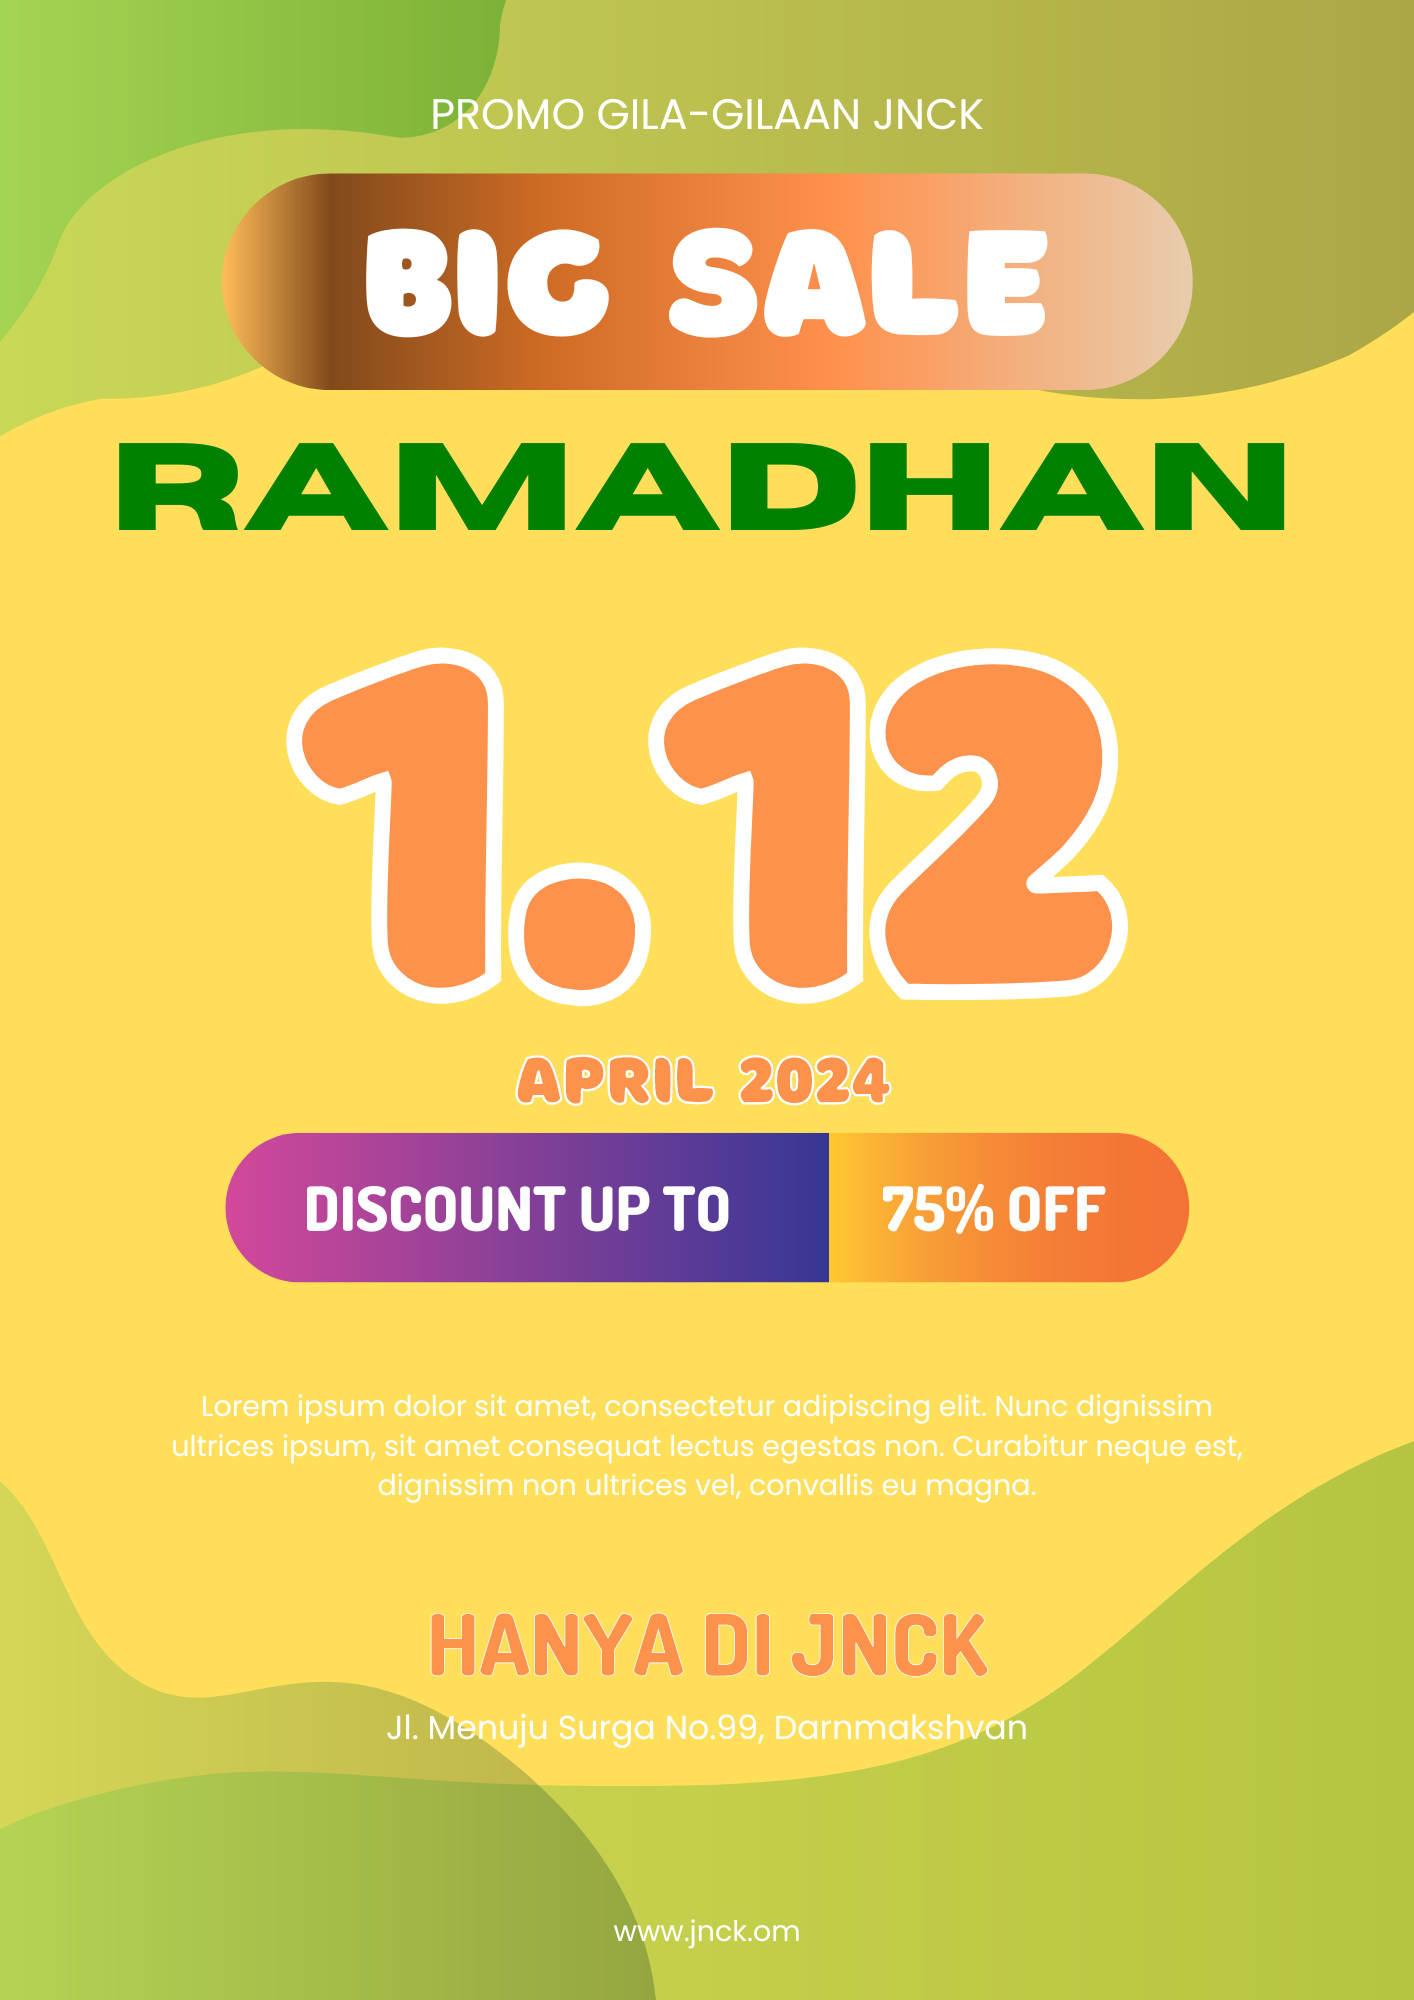 PROMO GILA-GILAAN JNCK
BIG SALE
RAMADHAN
1.12
APRIL 2024
DISCOUNT UP TO 75% OFF
Lorem ipsum dolor sit amet, consectetur adipiscing elit. Nunc dignissim
ultrices ipsum, sit amet consequat lectus egestas non. Curabitur neque est,
dignissim non ultrices vel, convallis eu magna.
HANYA DI JNCK
Jl. Menuju Surga No.99, Darnmakshvan
www.jnck.om